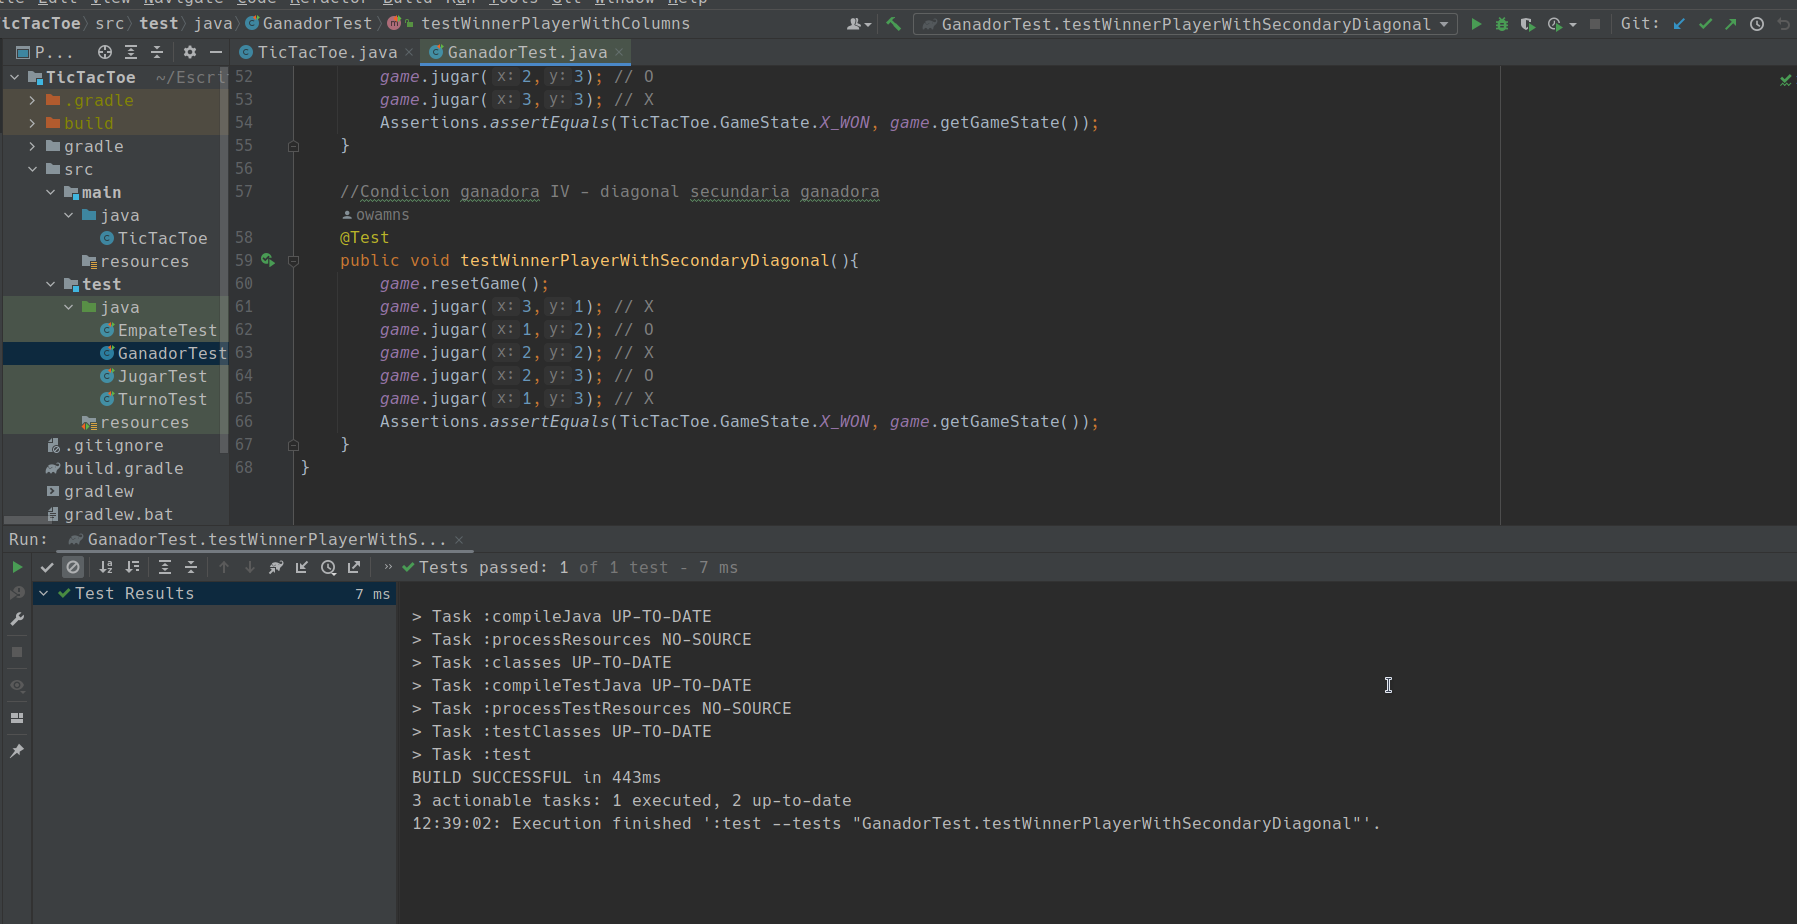 TicTacToe src test java GanadorTest testWinnerPlayerWithColumns GanadorTest.testWinnerPlayerWithSecondaryDiagonal Git:
P... TicTacToe.java GanadorTest.java
TicTacToe ~/Escri
.gradle
build
gradle
src
main
java
TicTacToe
resources
test
java
EmpateTest
GanadorTest
JugarTest
TurnoTest
resources
.gitignore
build.gradle
gradlew
gradlew.bat
52 game.jugar( x: 2, y: 3); // O
53 game.jugar( x: 3, y: 3); // X
54 Assertions.assertEquals(TicTacToe.GameState.X_WON, game.getGameState());
55 }
56
57 //Condicion ganadora IV - diagonal secundaria ganadora
owamns
58 @Test
59 public void testWinnerPlayerWithSecondaryDiagonal(){
60 game.resetGame();
61 game.jugar( x: 3, y: 1); // X
62 game.jugar( x: 1, y: 2); // O
63 game.jugar( x: 2, y: 2); // X
64 game.jugar( x: 2, y: 3); // O
65 game.jugar( x: 1, y: 3); // X
66 Assertions.assertEquals(TicTacToe.GameState.X_WON, game.getGameState());
67 }
68 }
Run: GanadorTest.testWinnerPlayerWithS...
Tests passed: 1 of 1 test - 7 ms
Test Results 7 ms
> Task :compileJava UP-TO-DATE
> Task :processResources NO-SOURCE
> Task :classes UP-TO-DATE
> Task :compileTestJava UP-TO-DATE
> Task :processTestResources NO-SOURCE
> Task :testClasses UP-TO-DATE
> Task :test
BUILD SUCCESSFUL in 443ms
3 actionable tasks: 1 executed, 2 up-to-date
12:39:02: Execution finished ':test --tests "GanadorTest.testWinnerPlayerWithSecondaryDiagonal"'.